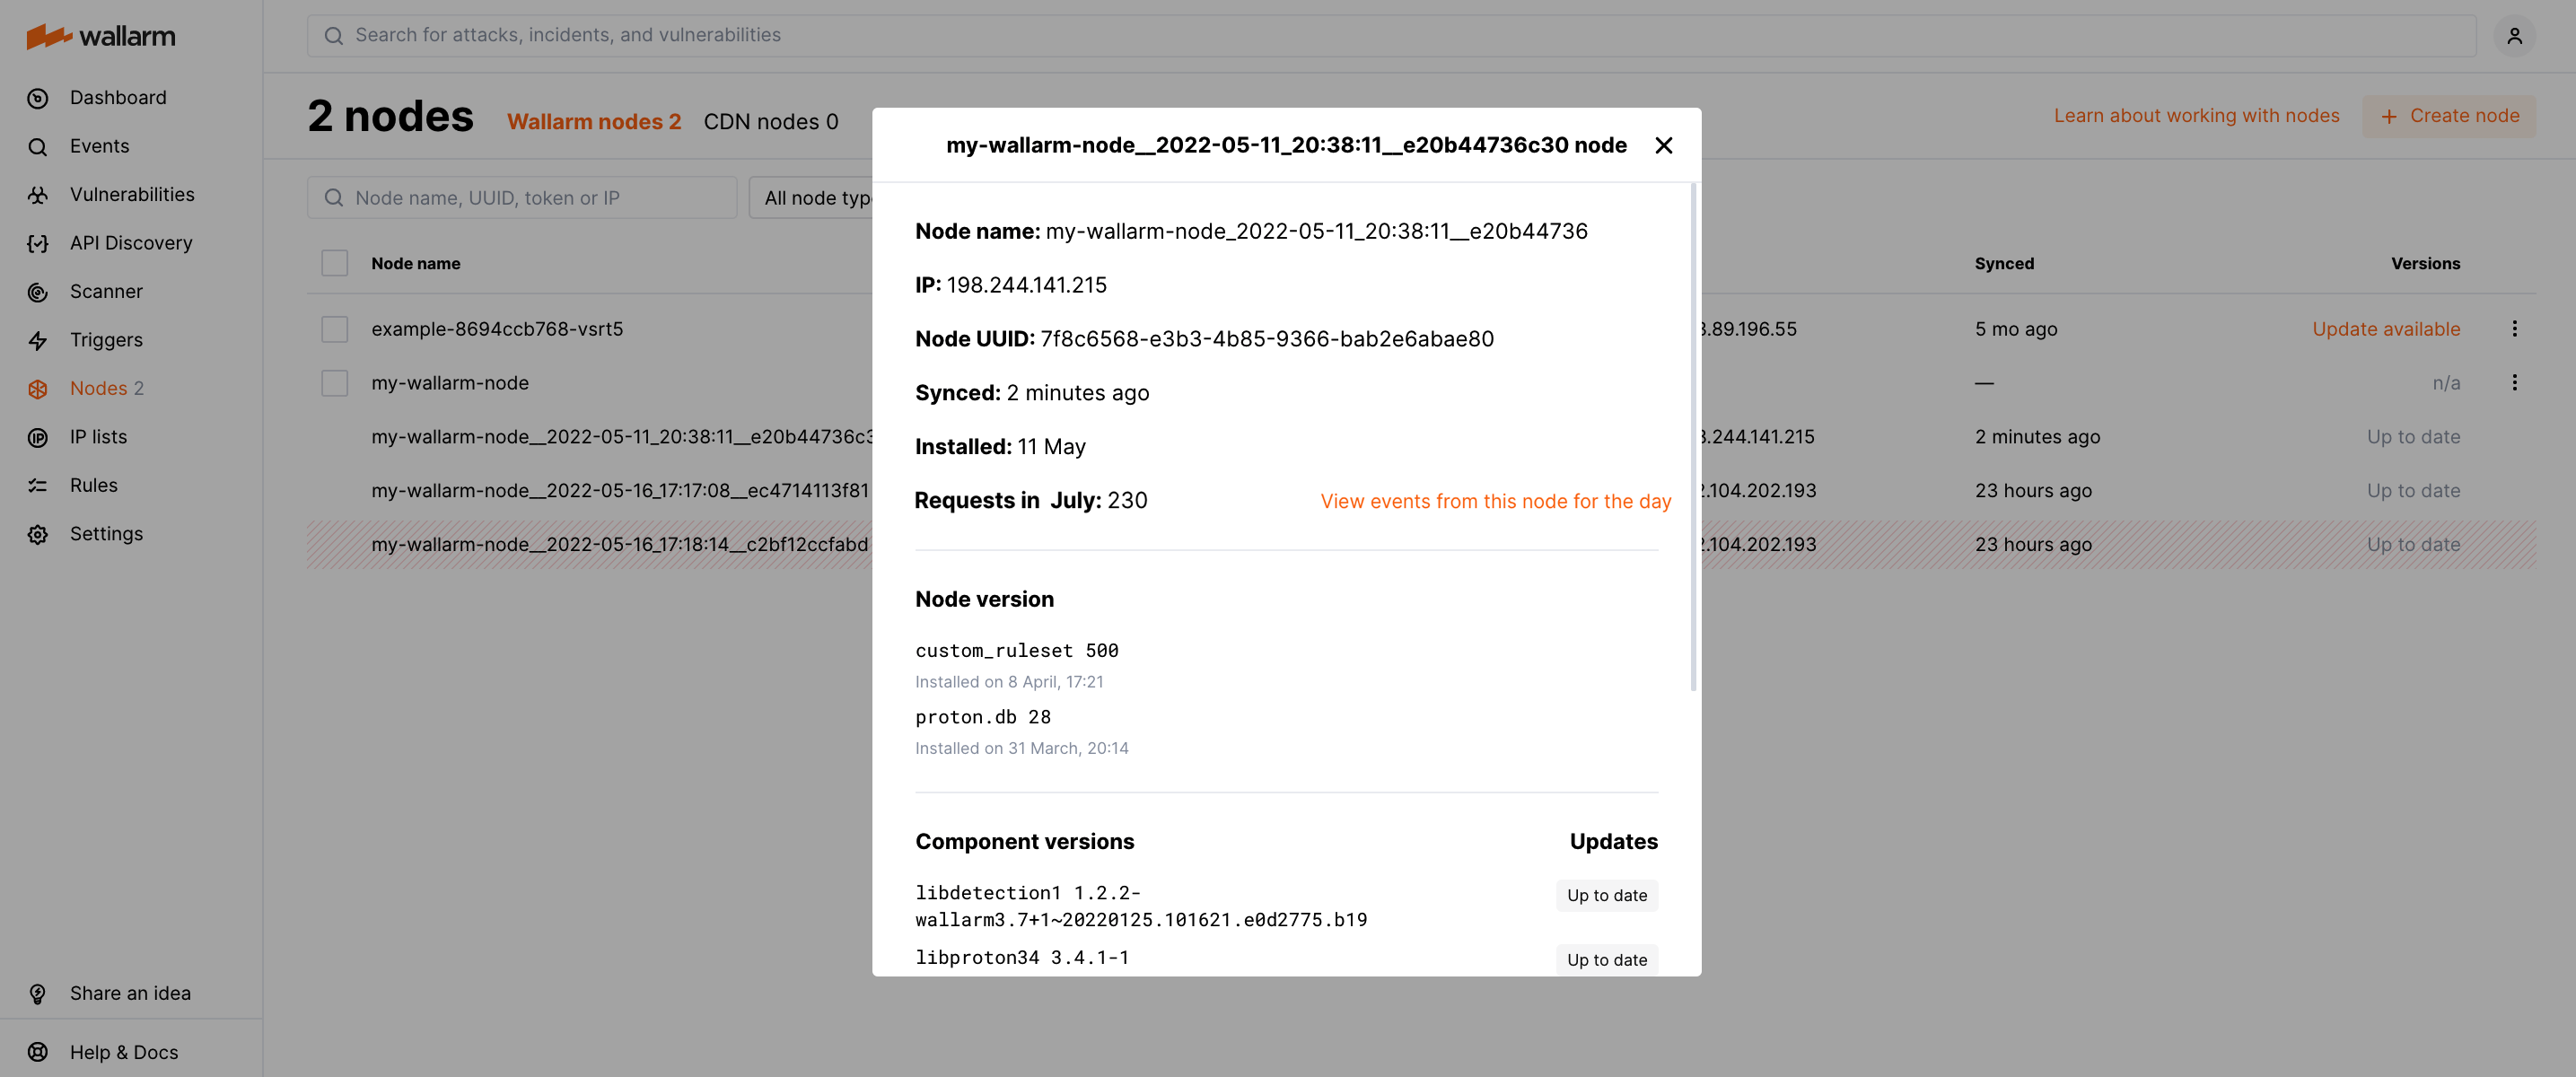 wallarm
Search for attacks, incidents, and vulnerabilities
Dashboard
Events
Vulnerabilities
API Discovery
Scanner
Triggers
Nodes 2
IP lists
Rules
Settings
Share an idea
Help & Docs
2 nodes Wallarm nodes 2 CDN nodes 0
Learn about working with nodes + Create node
Node name, UUID, token or IP All node typ
Node name Synced Versions
example-8694ccb768-vsrt5 .89.196.55 5 mo ago Update available
my-wallarm-node — n/a
my-wallarm-node__2022-05-11_20:38:11__e20b44736c .244.141.215 2 minutes ago Up to date
my-wallarm-node__2022-05-16_17:17:08__ec4714113f81 .104.202.193 23 hours ago Up to date
my-wallarm-node__2022-05-16_17:18:14__c2bf12ccfabd .104.202.193 23 hours ago Up to date
my-wallarm-node__2022-05-11_20:38:11__e20b44736c30 node
Node name: my-wallarm-node_2022-05-11_20:38:11__e20b44736
IP: 198.244.141.215
Node UUID: 7f8c6568-e3b3-4b85-9366-bab2e6abae80
Synced: 2 minutes ago
Installed: 11 May
Requests in July: 230 View events from this node for the day
Node version
custom_ruleset 500
Installed on 8 April, 17:21
proton.db 28
Installed on 31 March, 20:14
Component versions Updates
libdetection1 1.2.2- Up to date
wallarm3.7+1~20220125.101621.e0d2775.b19
libproton34 3.4.1-1 Up to date